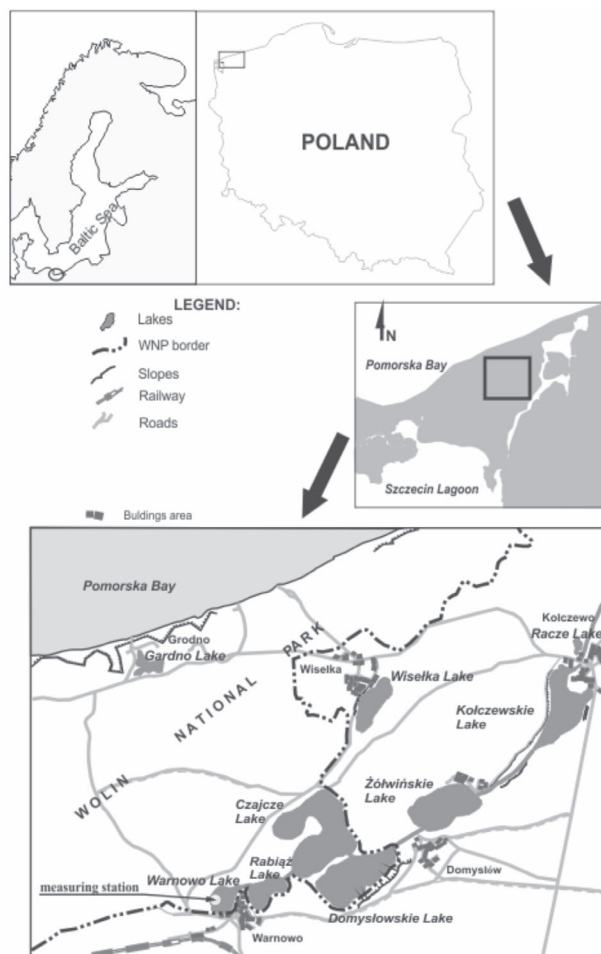 POLAND
Baltic Sea
LEGEND:
Lakes
WNP border
Slopes
Railway
Roads
Buldings area
N
Pomorska Bay
Szczecin Lagoon
Pomorska Bay
Grodno
Gardno Lake
WOLIN NATIONAL PARK
Wisełka
Wisełka Lake
Kolczewo
Racze Lake
Kołczewskie
Lake
Żółwińskie
Lake
Czajcze
Lake
Rabiąż
Lake
Warnowo Lake
measuring station
Domysłów
Domysłowskie Lake
Warnowo